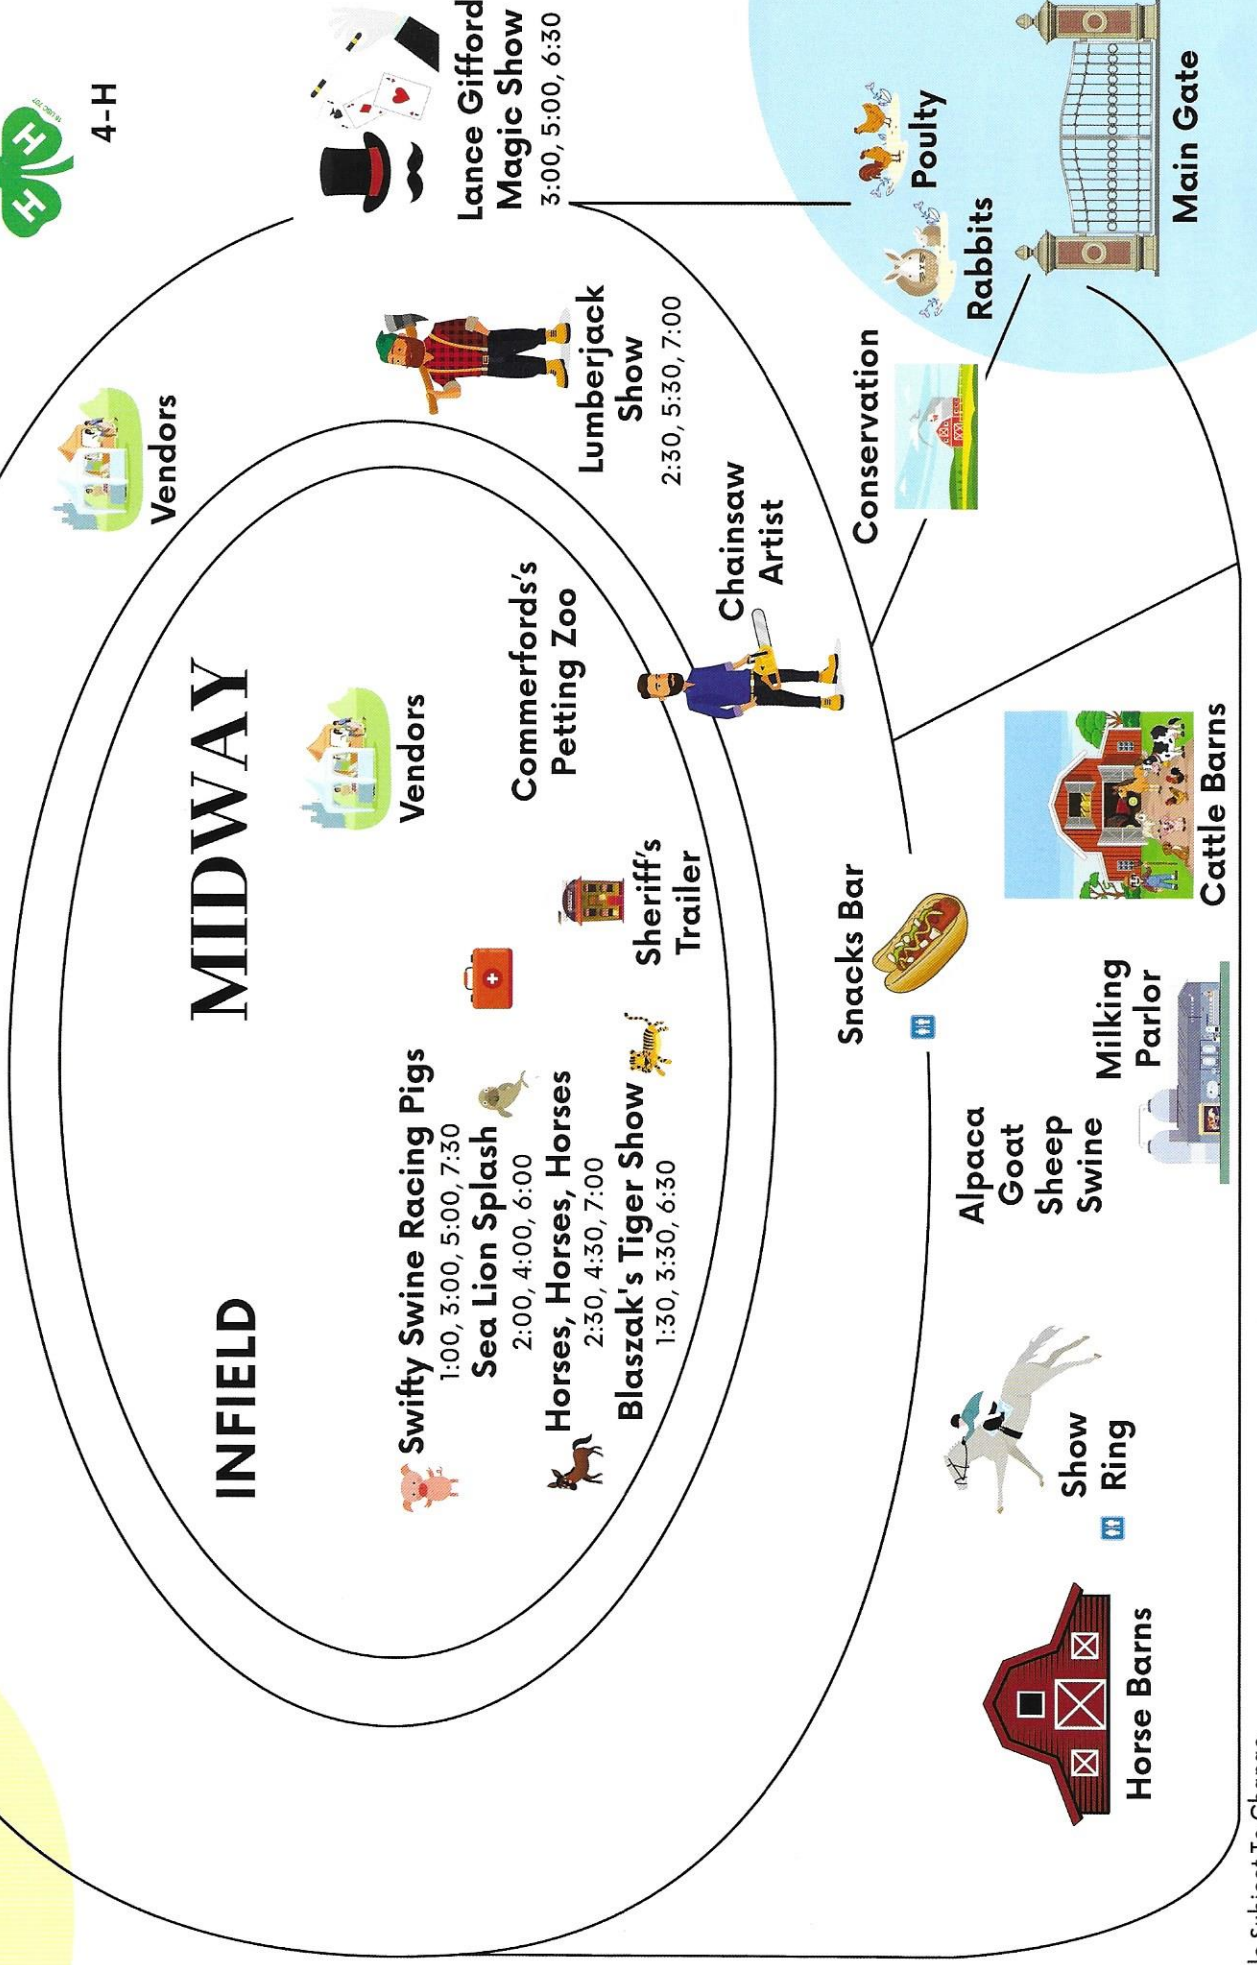 H H
4-H
Vendors
Lance Gifford
Magic Show
3:00, 5:00, 6:30
MIDWAY
INFIELD
Vendors
Lumberjack
Show
2:30, 5:30, 7:00
Swifty Swine Racing Pigs
1:00, 3:00, 5:00, 7:30
Sea Lion Splash
2:00, 4:00, 6:00
Horses, Horses, Horses
2:30, 4:30, 7:00
Blaszak's Tiger Show
1:30, 3:30, 6:30
Commerfords's
Petting Zoo
Sheriff's
Trailer
Chainsaw
Artist
Poulty
Rabbits
Conservation
Main Gate
Snacks Bar
Cattle Barns
Milking
Parlor
Alpaca
Goat
Sheep
Swine
Show
Ring
Horse Barns
Subject To Change